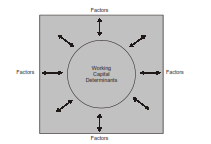 Factors
Working
Capital
Determinants
Factors
Factors
Factors